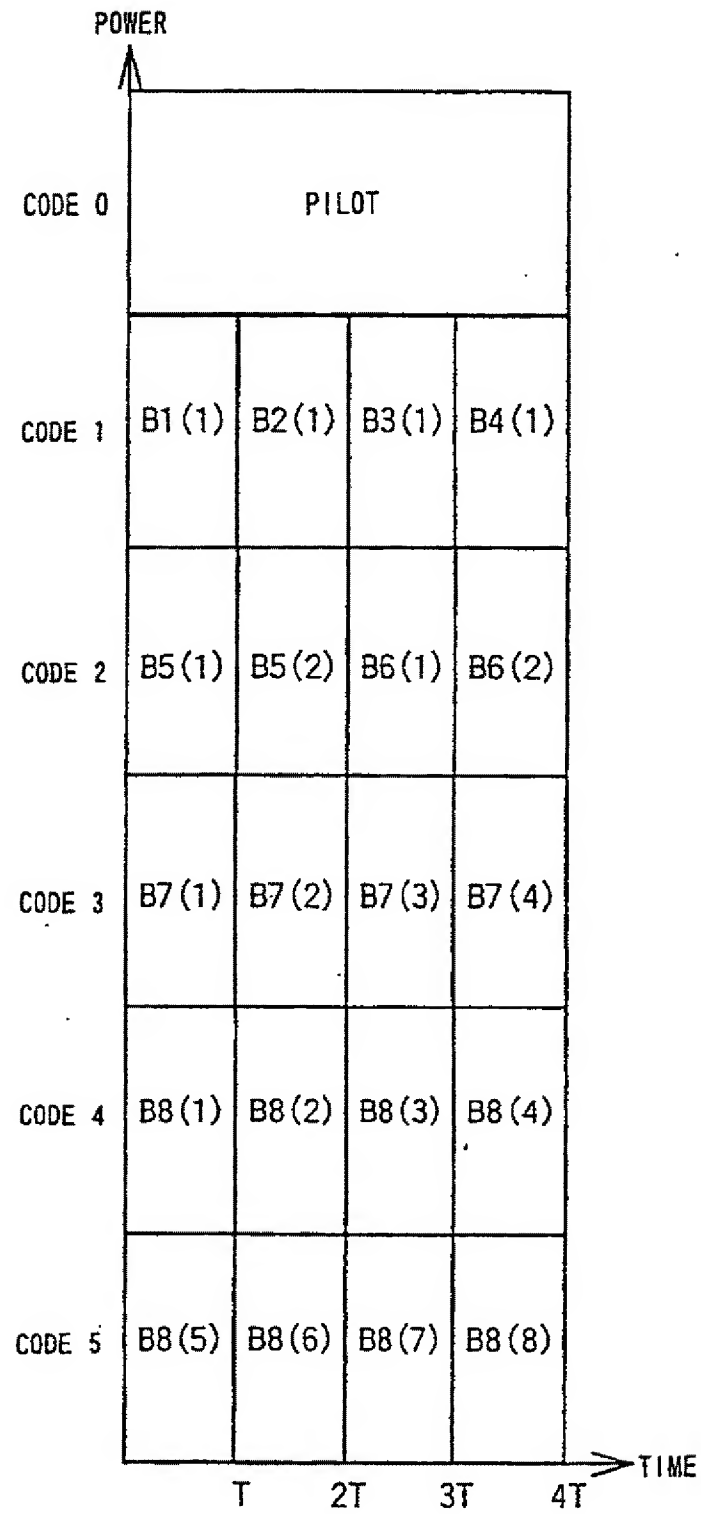 POWER
CODE 0 PILOT
CODE 1 B1(1) B2(1) B3(1) B4(1)
CODE 2 B5(1) B5(2) B6(1) B6(2)
CODE 3 B7(1) B7(2) B7(3) B7(4)
CODE 4 B8(1) B8(2) B8(3) B8(4)
CODE 5 B8(5) B8(6) B8(7) B8(8)
TIME
T 2T 3T 4T